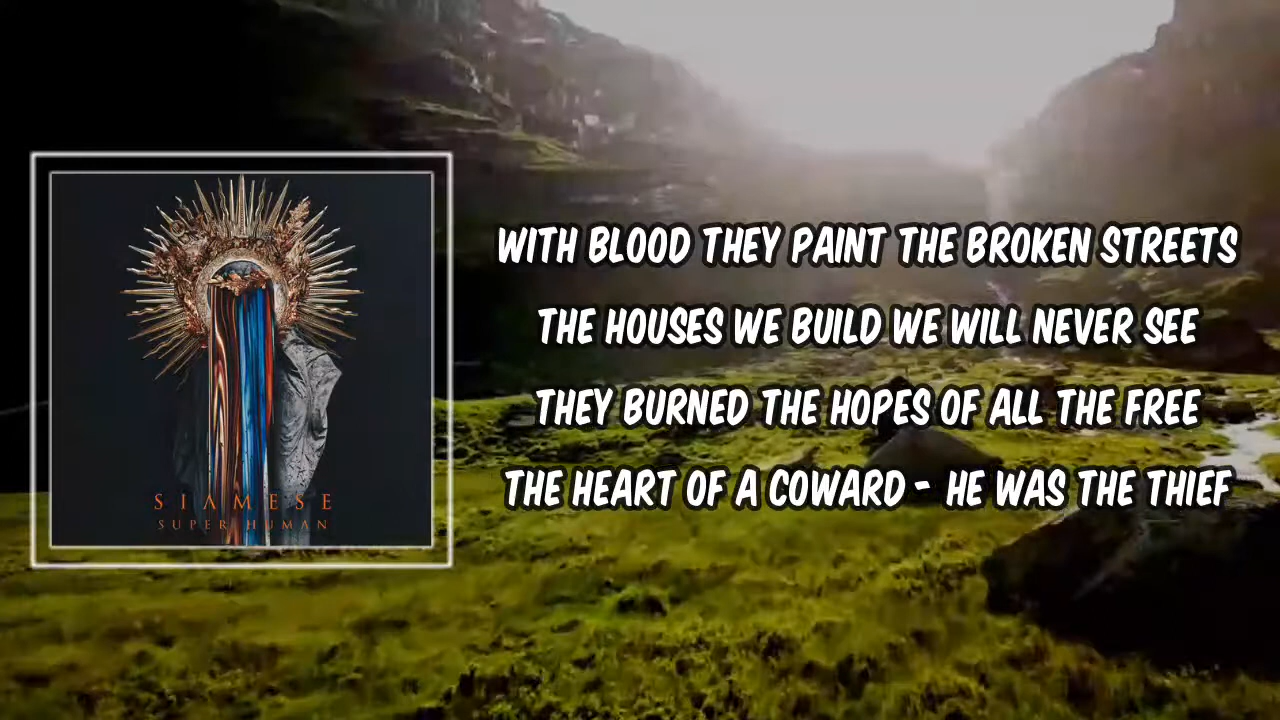 SIAMESE
SUPER HUMAN
WITH BLOOD THEY PAINT THE BROKEN STREETS
THE HOUSES WE BUILD WE WILL NEVER SEE
THEY BURNED THE HOPES OF ALL THE FREE
THE HEART OF A COWARD - HE WAS THE THIEF